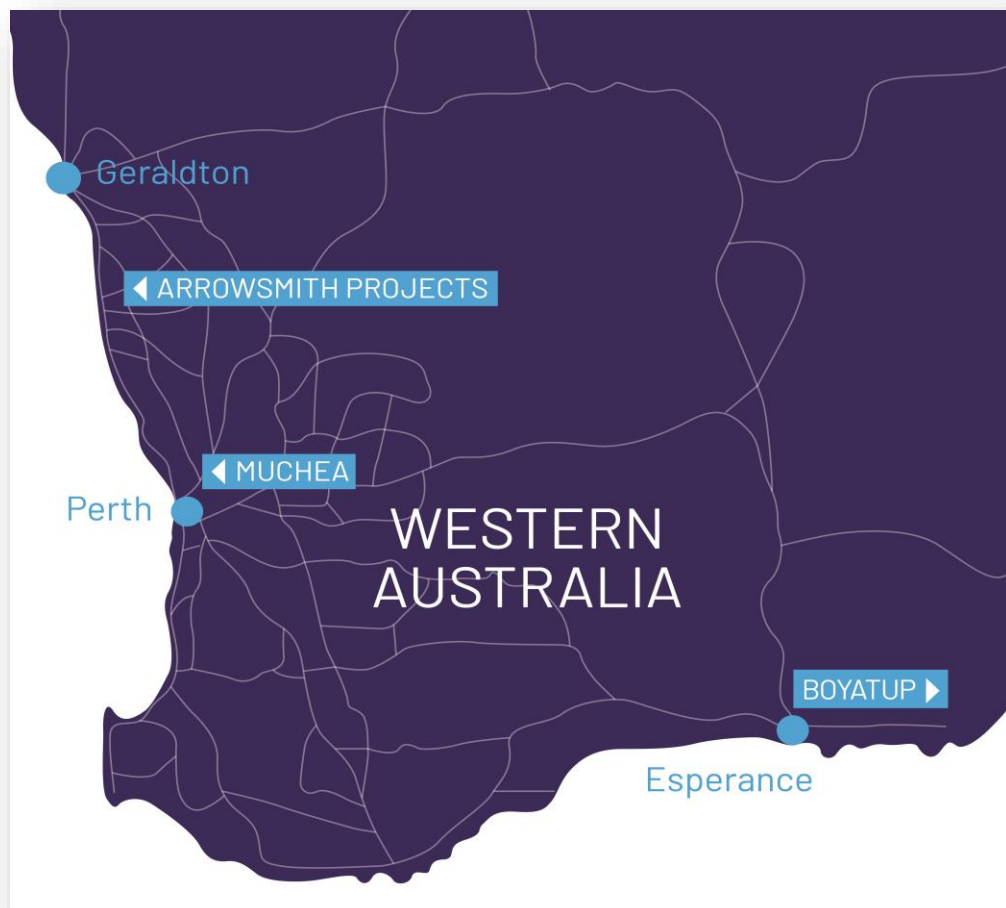 Geraldton
ARROWSMITH PROJECTS
MUCHEA
Perth
WESTERN
AUSTRALIA
BOYATUP
Esperance